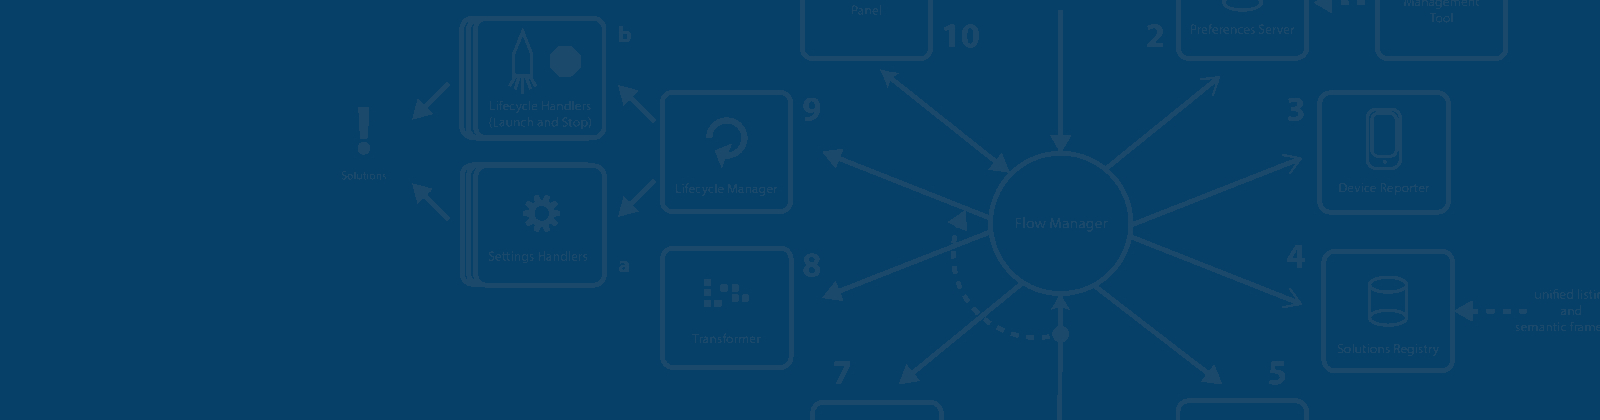 Panel
10
2
Preferences Server
Management
Tool
b
Lifecycle Handlers
(Launch and Stop)
9
3
Solutions
Lifecycle Manager
Device Reporter
Flow Manager
Settings Handlers
a
8
4
Transformer
Solutions Registry
unified listin
and
semantic frame
7
5